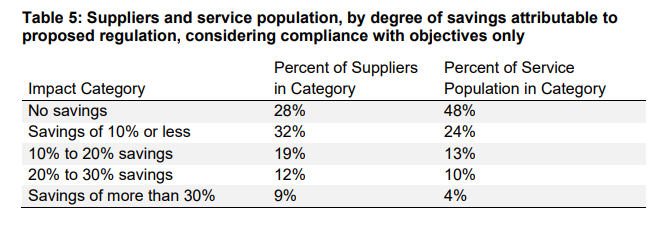 Table 5: Suppliers and service population, by degree of savings attributable to
proposed regulation, considering compliance with objectives only
Impact Category Percent of Suppliers in Category Percent of Service Population in Category
No savings 28% 48%
Savings of 10% or less 32% 24%
10% to 20% savings 19% 13%
20% to 30% savings 12% 10%
Savings of more than 30% 9% 4%